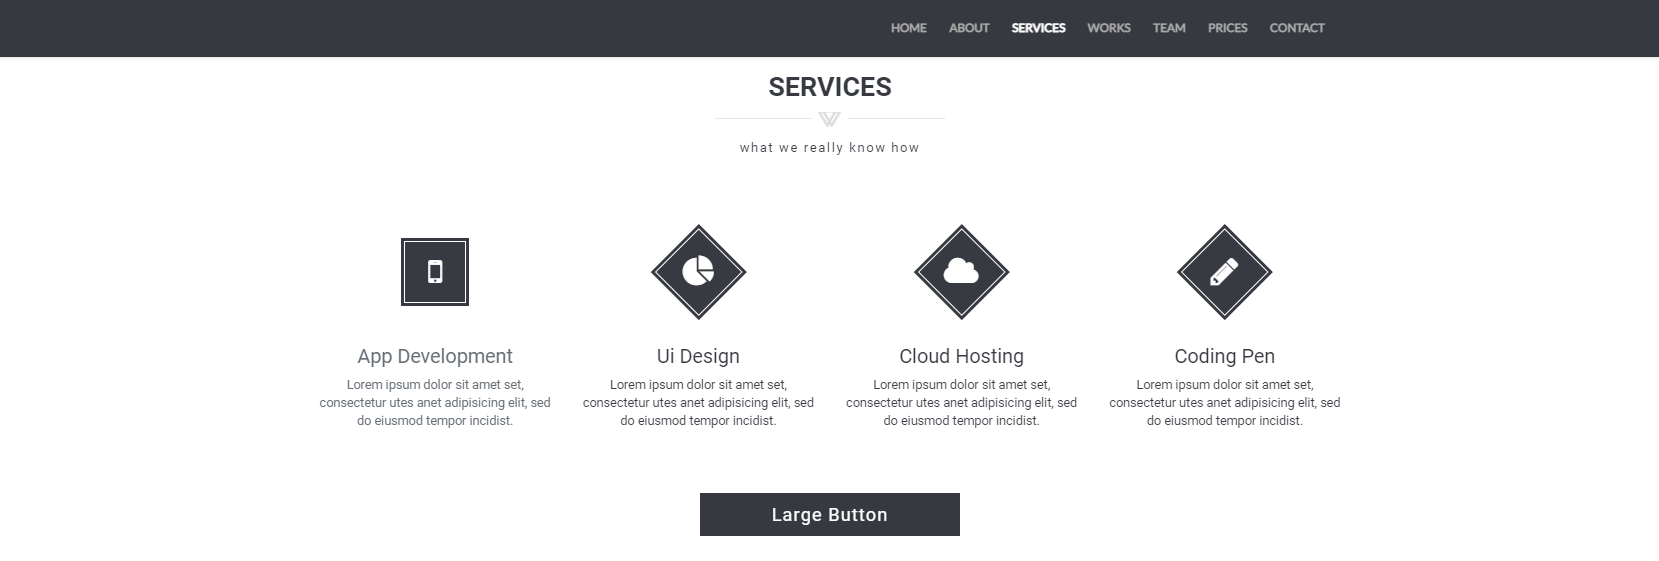 HOME ABOUT SERVICES WORKS TEAM PRICES CONTACT
SERVICES
what we really know how
App Development
Lorem ipsum dolor sit amet set,
consectetur utes anet adipisicing elit, sed
do eiusmod tempor incidist.
Ui Design
Lorem ipsum dolor sit amet set,
consectetur utes anet adipisicing elit, sed
do eiusmod tempor incidist.
Cloud Hosting
Lorem ipsum dolor sit amet set,
consectetur utes anet adipisicing elit, sed
do eiusmod tempor incidist.
Coding Pen
Lorem ipsum dolor sit amet set,
consectetur utes anet adipisicing elit, sed
do eiusmod tempor incidist.
Large Button